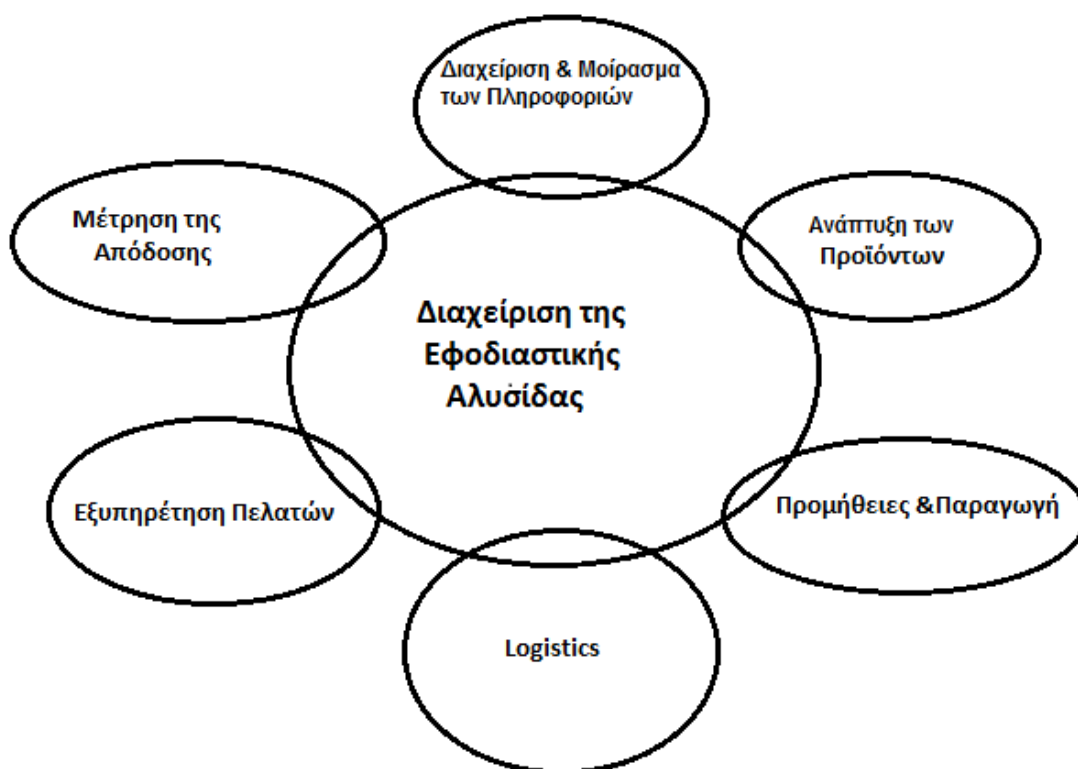 Διαχείριση & Μοίρασμα
των Πληροφοριών
Μέτρηση της
Απόδοσης
Ανάπτυξη των
Προϊόντων
Διαχείριση της
Εφοδιαστικής
Αλυσίδας
Εξυπηρέτηση Πελατών
Προμήθειες &Παραγωγή
Logistics